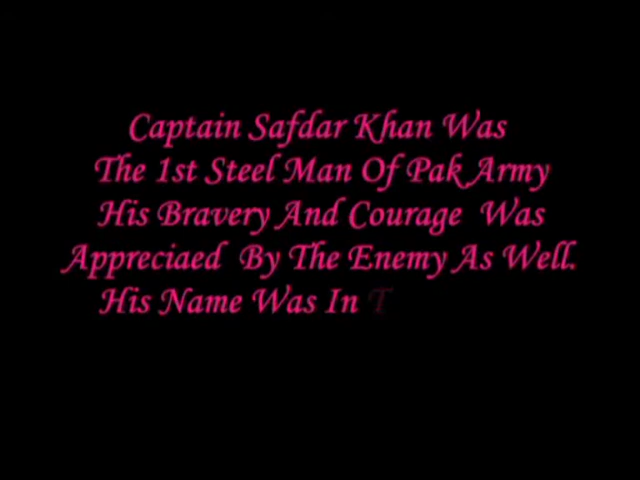 Captain Safdar Khan Was
The 1st Steel Man Of Pak Army
His Bravery And Courage Was
Appreciaed By The Enemy As Well.
His Name Was In T